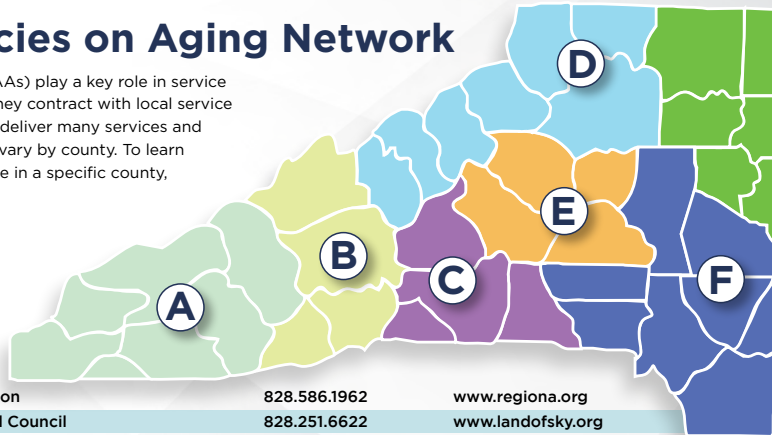 cies on Aging Network
AAs) play a key role in service
hey contract with local service
deliver many services and
vary by county. To learn
e in a specific county,
D
E
B
C
F
A
on 828.586.1962 www.regiona.org
l Council 828.251.6622 www.landofsky.org